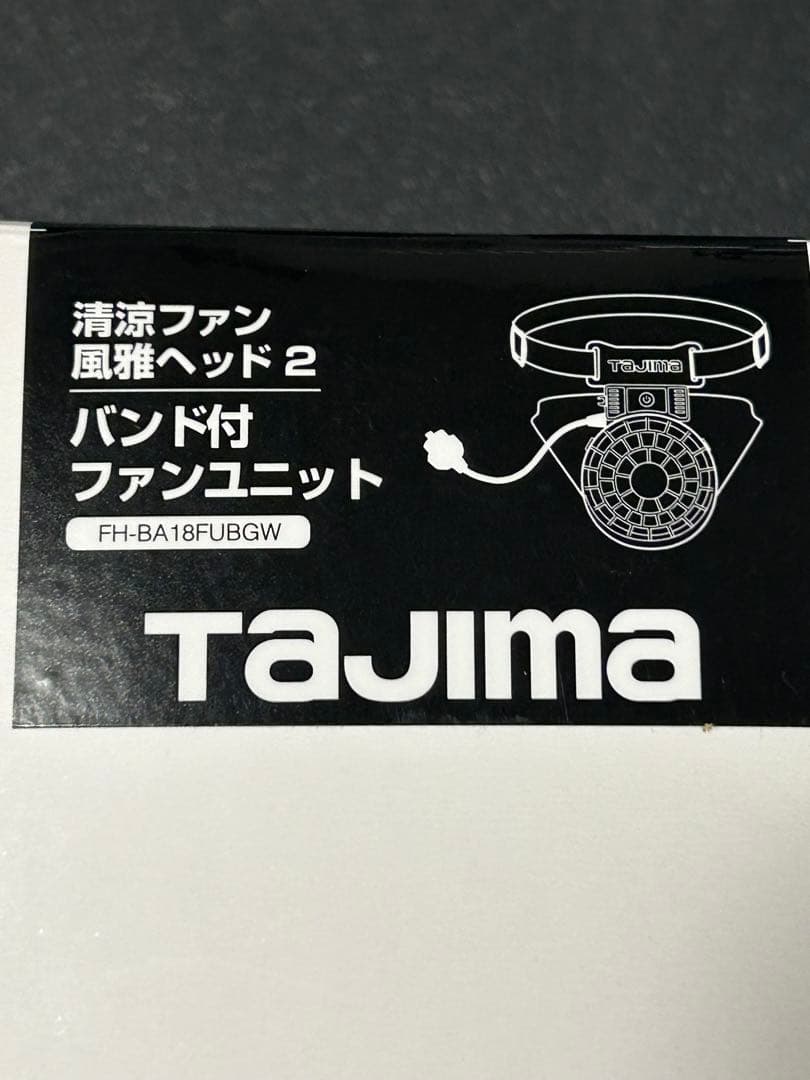 清涼ファン
風雅ヘッド2
バンド付
ファンユニット
FH-BA18FUBGW
TaJIma
TaJIma